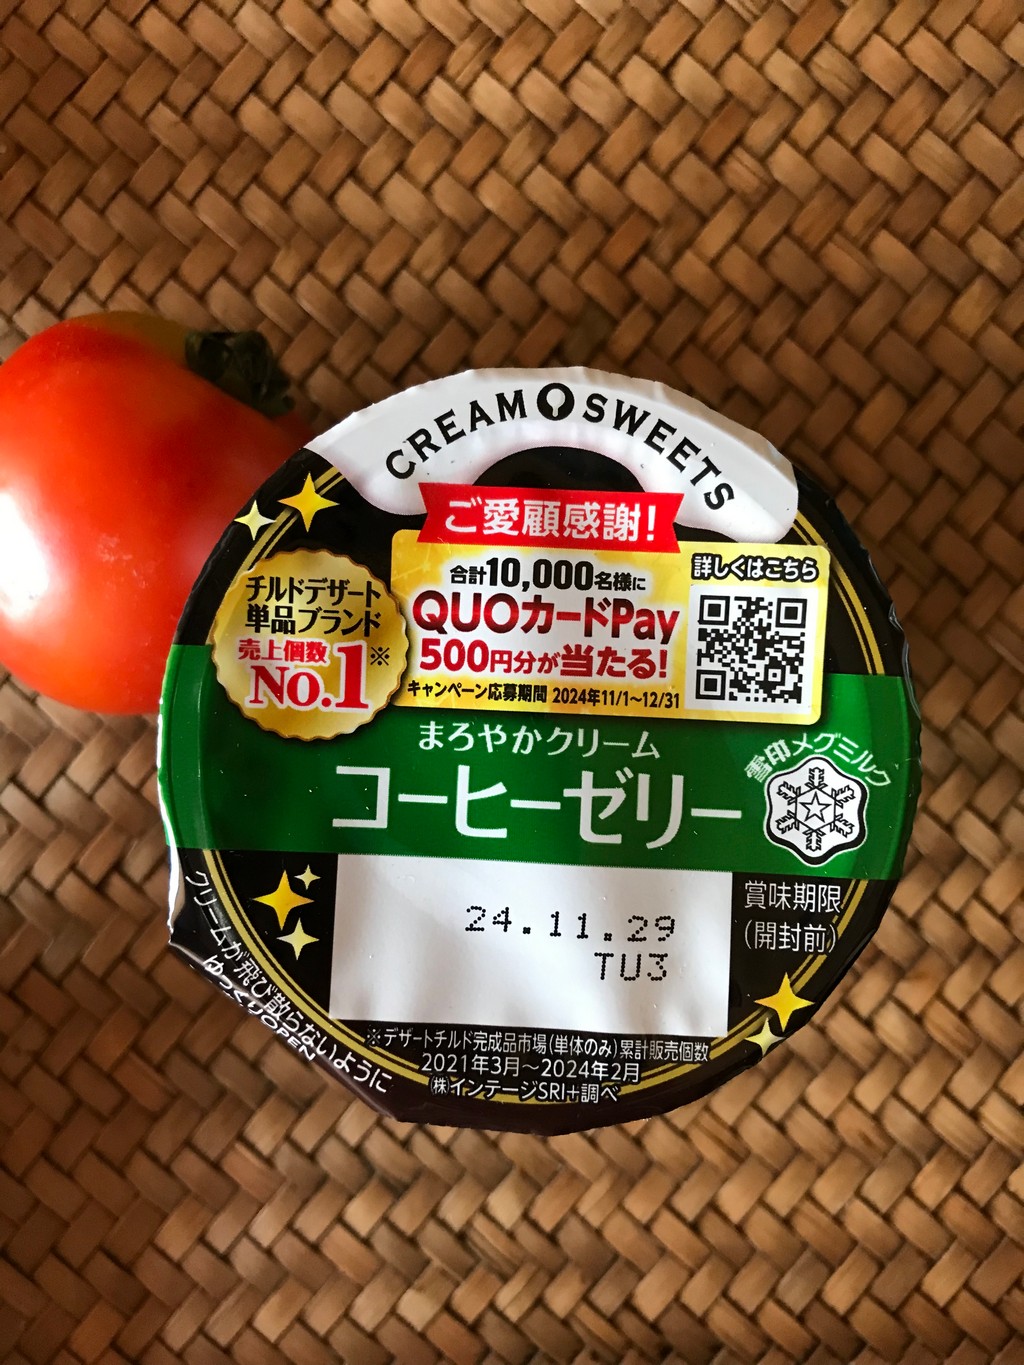 CREAM SWEETS
ご愛顧感謝!
合計10,000名様に
QUOカードPay
500円分が当たる!
キャンペーン応募期間 2024年11/1～12/31
詳しくはこちら
チルドデザート
単品ブランド
売上個数※
No.1
まろやかクリーム
コーヒーゼリー
雪印メグミルク
24.11.29
TU3
賞味期限
(開封前)
クリームが飛び散らないように
ゆっくりOPEN
※デザートチルド完成品市場(単体のみ)累計販売個数
2021年3月～2024年2月
㈱インテージSRI+調べ